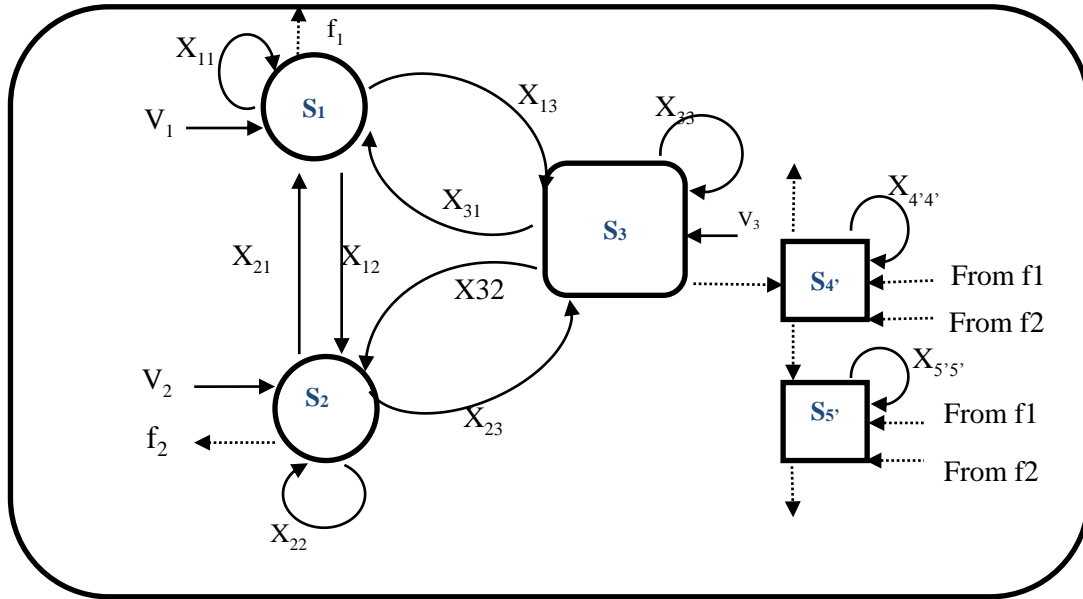 f₁
X₁₁
S₁
V₁
X₁₃
X₃₃
X₃₁
X₄'₄'
V₃
S₃
X₂₁
X₁₂
X32
S₄'
From f1
From f2
X₅'₅'
V₂
S₂
S₅'
From f1
X₂₃
f₂
From f2
X₂₂